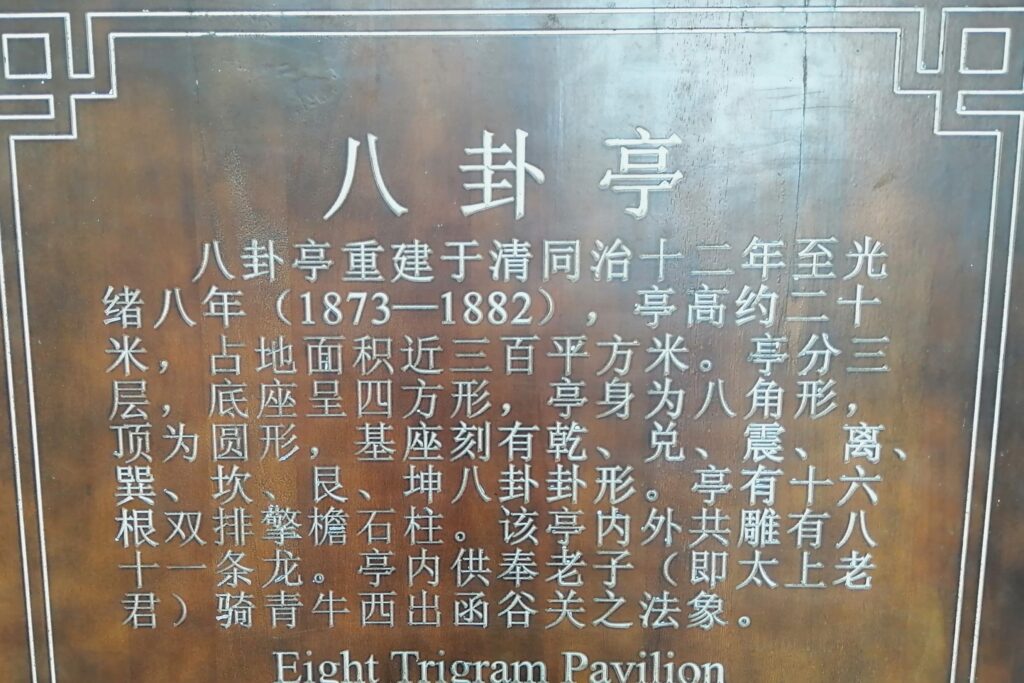 八卦亭
八卦亭重建于清同治十二年至光
绪八年（1873—1882），亭高约二十
米，占地面积近三百平方米。亭分三
层，底座呈四方形，亭身为八角形，
顶为圆形，基座刻有乾、兑、震、离、
巽、坎、艮、坤八卦卦形。亭有十六
根双排擎檐石柱。该亭内外共雕有八
十一条龙。亭内供奉老子（即太上老
君）骑青牛西出函谷关之法象。
Eight Trigram Pavilion